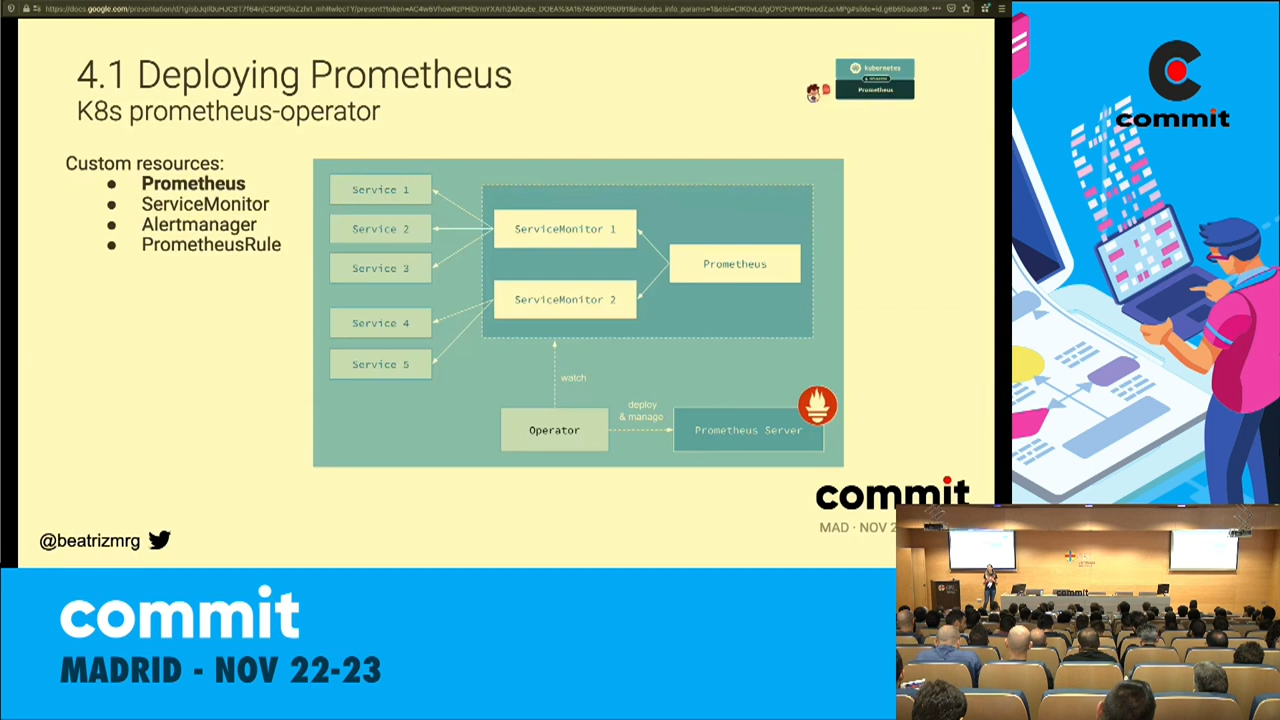 4.1 Deploying Prometheus
K8s prometheus-operator
kubernetes
Prometheus
Custom resources:
● Prometheus
● ServiceMonitor
● Alertmanager
● PrometheusRule
Service 1
Service 2
Service 3
Service 4
Service 5
ServiceMonitor 1
ServiceMonitor 2
Prometheus
watch
Operator
deploy
& manage
Prometheus Server
commit
MAD · NOV 2
@beatrizmrg
commit
commit
MADRID - NOV 22-23
commit